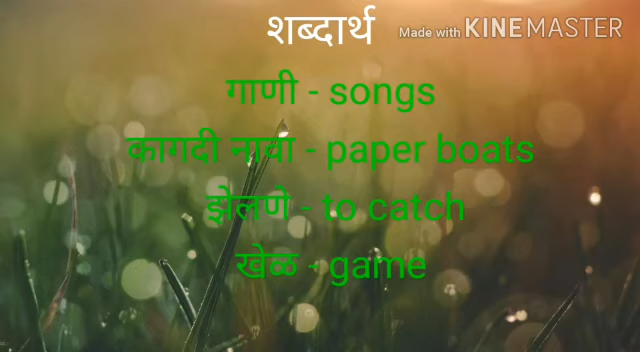 शब्दार्थ
Made with KINEMASTER
गाणी - songs
कागदी नावा - paper boats
झेलणे - to catch
खेळ - game